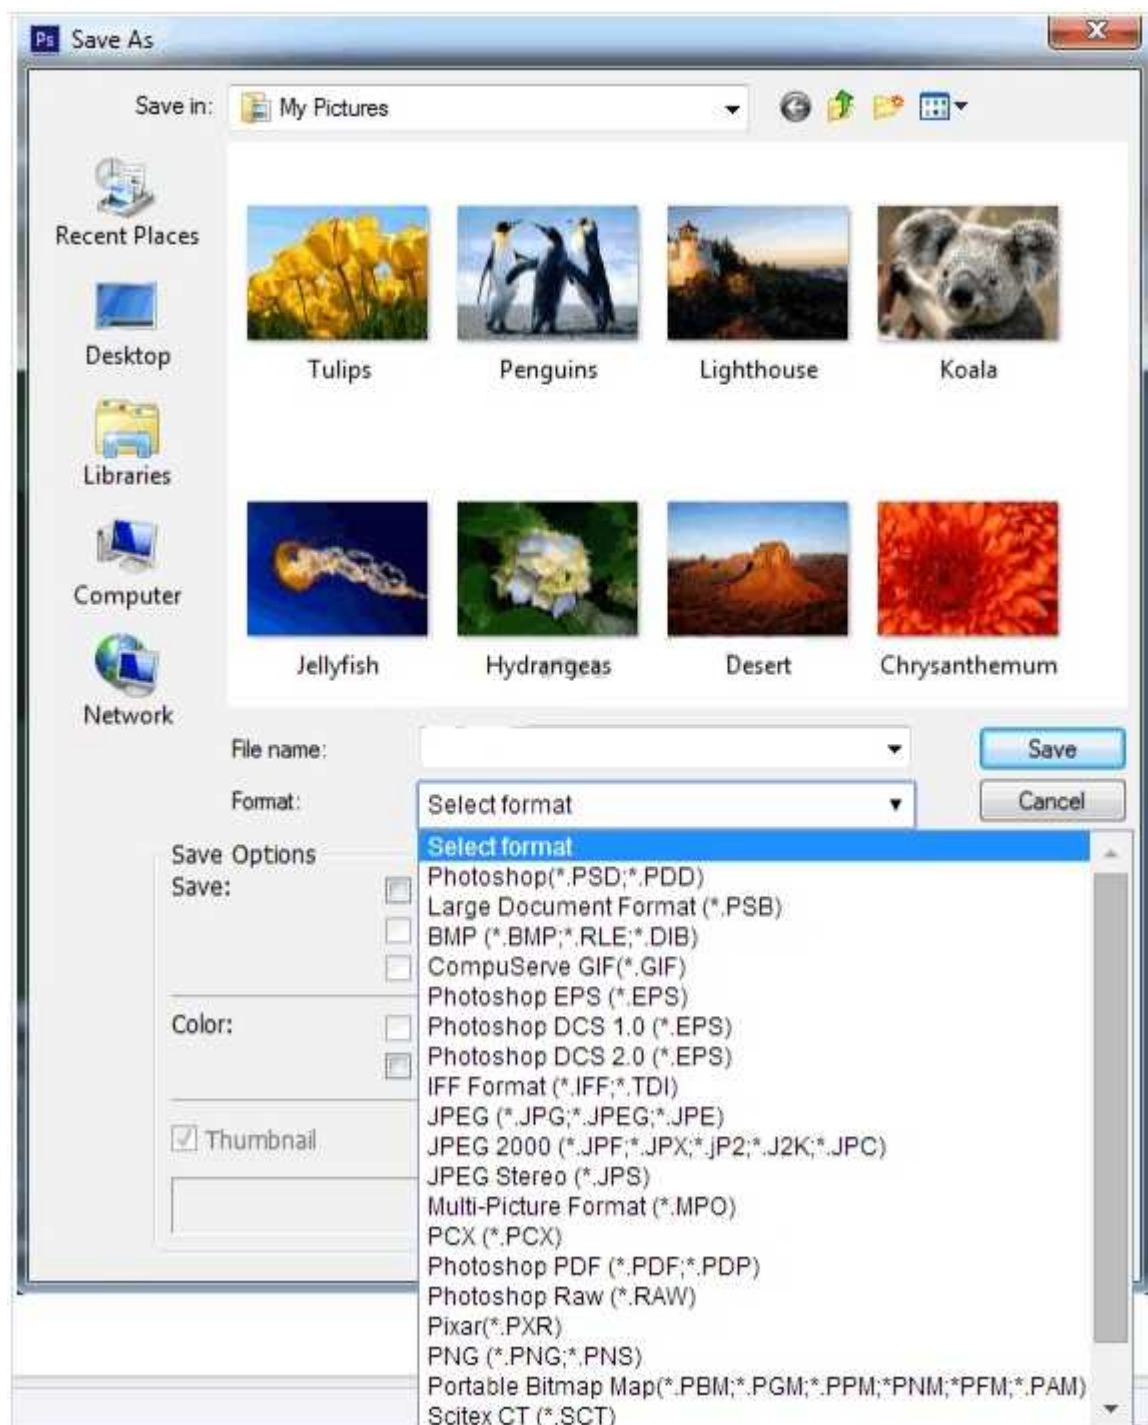 Ps Save As
Save in: My Pictures
Recent Places
Desktop
Libraries
Computer
Network
Tulips Penguins Lighthouse Koala
Jellyfish Hydrangeas Desert Chrysanthemum
File name: Save
Format: Select format Cancel
Save Options
Save:
Color:
Thumbnail
Select format
Photoshop(*.PSD;*.PDD)
Large Document Format (*.PSB)
BMP (*.BMP;*.RLE;*.DIB)
CompuServe GIF(*.GIF)
Photoshop EPS (*.EPS)
Photoshop DCS 1.0 (*.EPS)
Photoshop DCS 2.0 (*.EPS)
IFF Format (*.IFF;*.TDI)
JPEG (*.JPG;*.JPEG;*.JPE)
JPEG 2000 (*.JPF;*.JPX;*.jP2;*.J2K;*.JPC)
JPEG Stereo (*.JPS)
Multi-Picture Format (*.MPO)
PCX (*.PCX)
Photoshop PDF (*.PDF;*.PDP)
Photoshop Raw (*.RAW)
Pixar(*.PXR)
PNG (*.PNG;*.PNS)
Portable Bitmap Map(*.PBM;*.PGM;*.PPM;*PNM;*PFM;*.PAM)
Scitex CT (*.SCT)